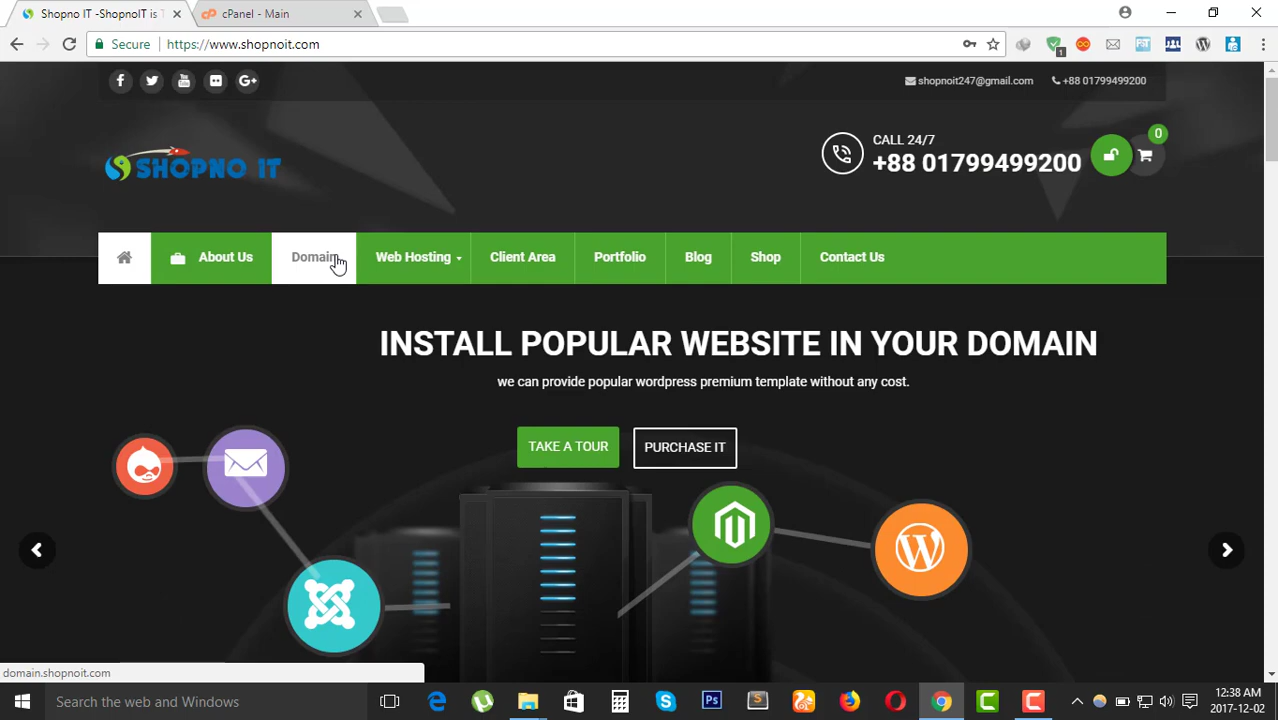 Shopno IT -ShopnoIT is T
cPanel - Main
Secure
https://www.shopnoit.com
1
shopnoit247@gmail.com
+88 01799499200
SHOPNO IT
CALL 24/7
+88 01799499200
0
About Us
Domain
Web Hosting
Client Area
Portfolio
Blog
Shop
Contact Us
INSTALL POPULAR WEBSITE IN YOUR DOMAIN
we can provide popular wordpress premium template without any cost.
TAKE A TOUR
PURCHASE IT
domain.shopnoit.com
Search the web and Windows
12:38 AM
2017-12-02